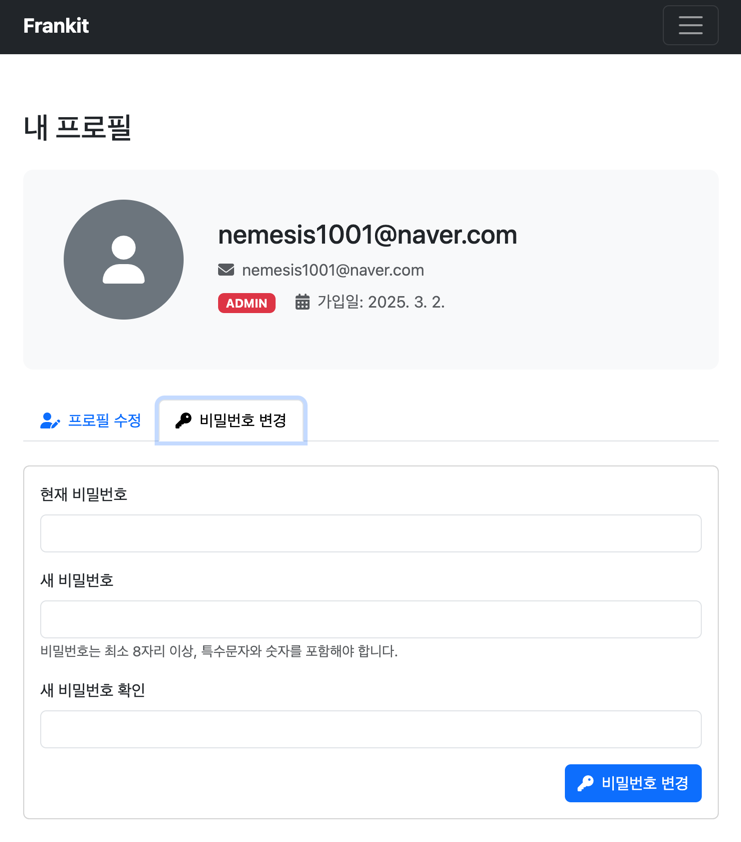 Frankit
내 프로필
nemesis1001@naver.com
nemesis1001@naver.com
ADMIN 가입일: 2025. 3. 2.
프로필 수정 비밀번호 변경
현재 비밀번호
새 비밀번호
비밀번호는 최소 8자리 이상, 특수문자와 숫자를 포함해야 합니다.
새 비밀번호 확인
비밀번호 변경